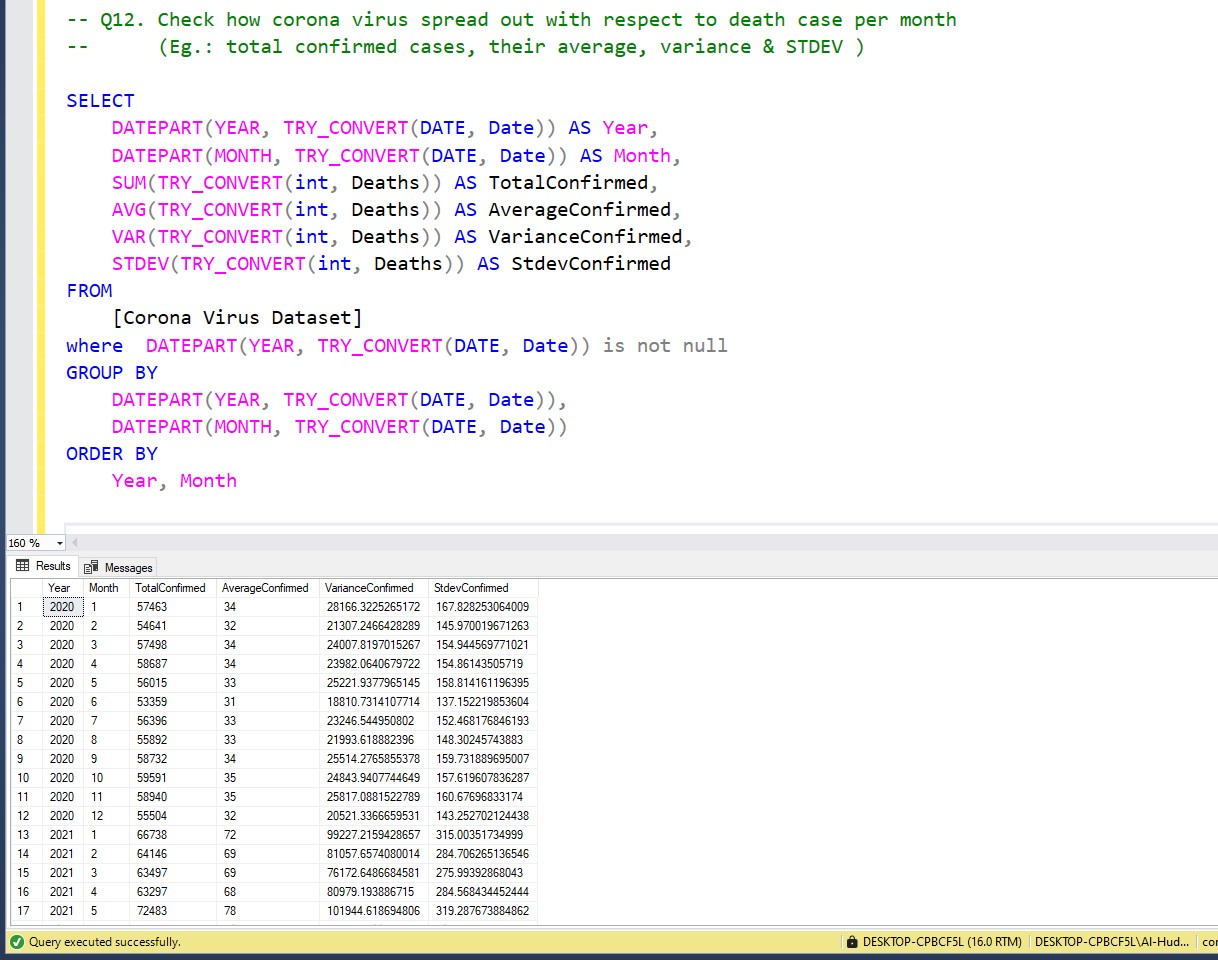 -- Q12. Check how corona virus spread out with respect to death case per month
--      (Eg.: total confirmed cases, their average, variance & STDEV )
SELECT
    DATEPART(YEAR, TRY_CONVERT(DATE, Date)) AS Year,
    DATEPART(MONTH, TRY_CONVERT(DATE, Date)) AS Month,
    SUM(TRY_CONVERT(int, Deaths)) AS TotalConfirmed,
    AVG(TRY_CONVERT(int, Deaths)) AS AverageConfirmed,
    VAR(TRY_CONVERT(int, Deaths)) AS VarianceConfirmed,
    STDEV(TRY_CONVERT(int, Deaths)) AS StdevConfirmed
FROM
    [Corona Virus Dataset]
where  DATEPART(YEAR, TRY_CONVERT(DATE, Date)) is not null
GROUP BY
    DATEPART(YEAR, TRY_CONVERT(DATE, Date)),
    DATEPART(MONTH, TRY_CONVERT(DATE, Date))
ORDER BY
    Year, Month
160 %
Results Messages
Year Month TotalConfirmed AverageConfirmed VarianceConfirmed StdevConfirmed
1 2020 1 57463 34 28166.3225265172 167.828253064009
2 2020 2 54641 32 21307.2466428289 145.970019671263
3 2020 3 57498 34 24007.8197015267 154.944569771021
4 2020 4 58687 34 23982.0640679722 154.86143505719
5 2020 5 56015 33 25221.9377965145 158.814161196395
6 2020 6 53359 31 18810.7314107714 137.152219853604
7 2020 7 56396 33 23246.544950802 152.468176846193
8 2020 8 55892 33 21993.618882396 148.30245743883
9 2020 9 58732 34 25514.2765855378 159.731889695007
10 2020 10 59591 35 24843.9407744649 157.619607836287
11 2020 11 58940 35 25817.0881522789 160.67696833174
12 2020 12 55504 32 20521.3366659531 143.252702124438
13 2021 1 66738 72 99227.2159428657 315.00351734999
14 2021 2 64146 69 81057.6574080014 284.706265136546
15 2021 3 63497 69 76172.6486684581 275.99392868043
16 2021 4 63297 68 80979.193886715 284.568434452444
17 2021 5 72483 78 101944.618694806 319.287673884862
Query executed successfully. DESKTOP-CPBCF5L (16.0 RTM) DESKTOP-CPBCF5L\Al-Hud... cor